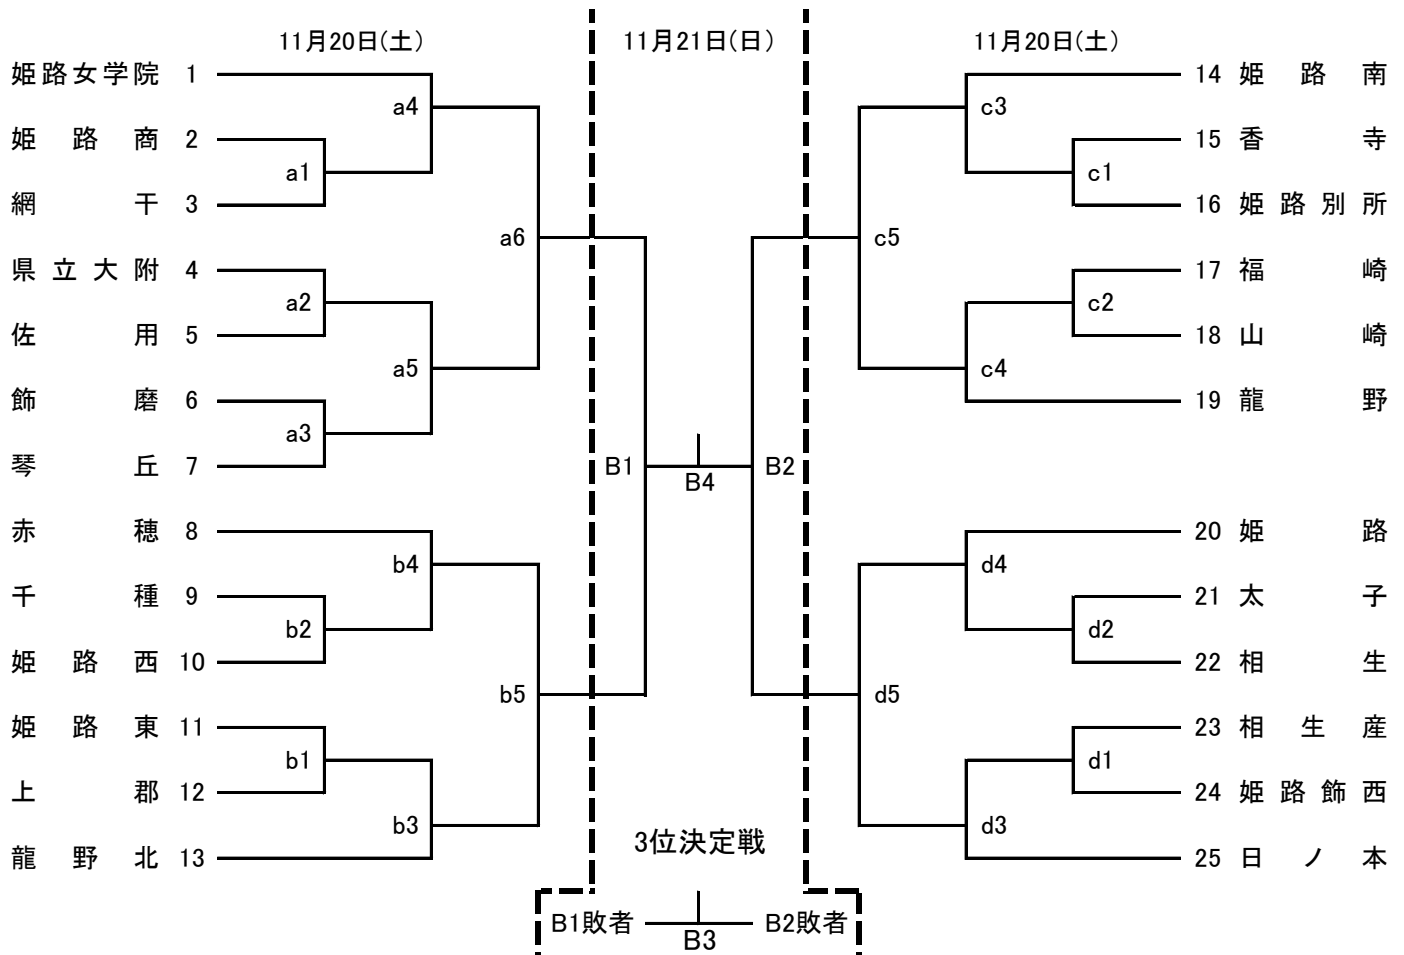 11月20日(土) 11月21日(日) 11月20日(土)
姫路女学院 1
a4
姫路商 2
a1
網干 3
a6
県立大附 4
a2
佐用 5
a5
飾磨 6
a3
琴丘 7
B1
B4
B2
赤穂 8
b4
千種 9
b2
姫路西 10
b5
姫路東 11
b1
上郡 12
b3
龍野北 13
14 姫路南
c3
15 香寺
c1
16 姫路別所
c5
17 福崎
c2
18 山崎
c4
19 龍野
20 姫路
d4
21 太子
d2
22 相生
d5
23 相生産
d1
24 姫路飾西
d3
25 日ノ本
3位決定戦
B1敗者 B2敗者
B3